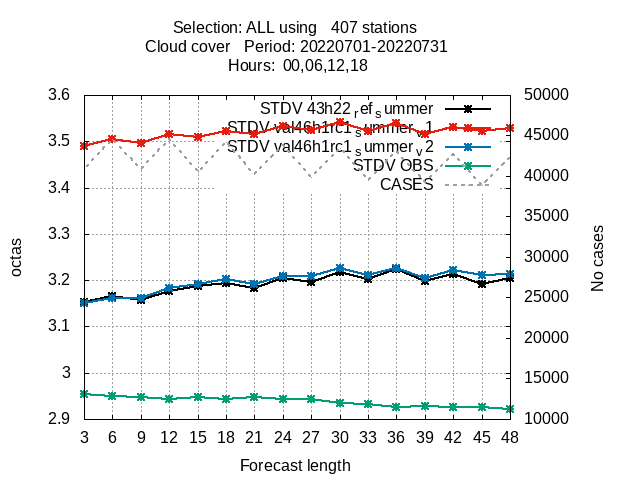 Selection: ALL using   407 stations
Cloud cover   Period: 20220701-20220731
Hours: 00,06,12,18
octas
No cases
3.6
3.5
3.4
3.3
3.2
3.1
3
2.9
50000
45000
40000
35000
30000
25000
20000
15000
10000
STDV 43h22refsummer
STDV val46h1rc1summerv1
STDV val46h1rc1summerv2
STDV OBS
CASES
3 6 9 12 15 18 21 24 27 30 33 36 39 42 45 48
Forecast length